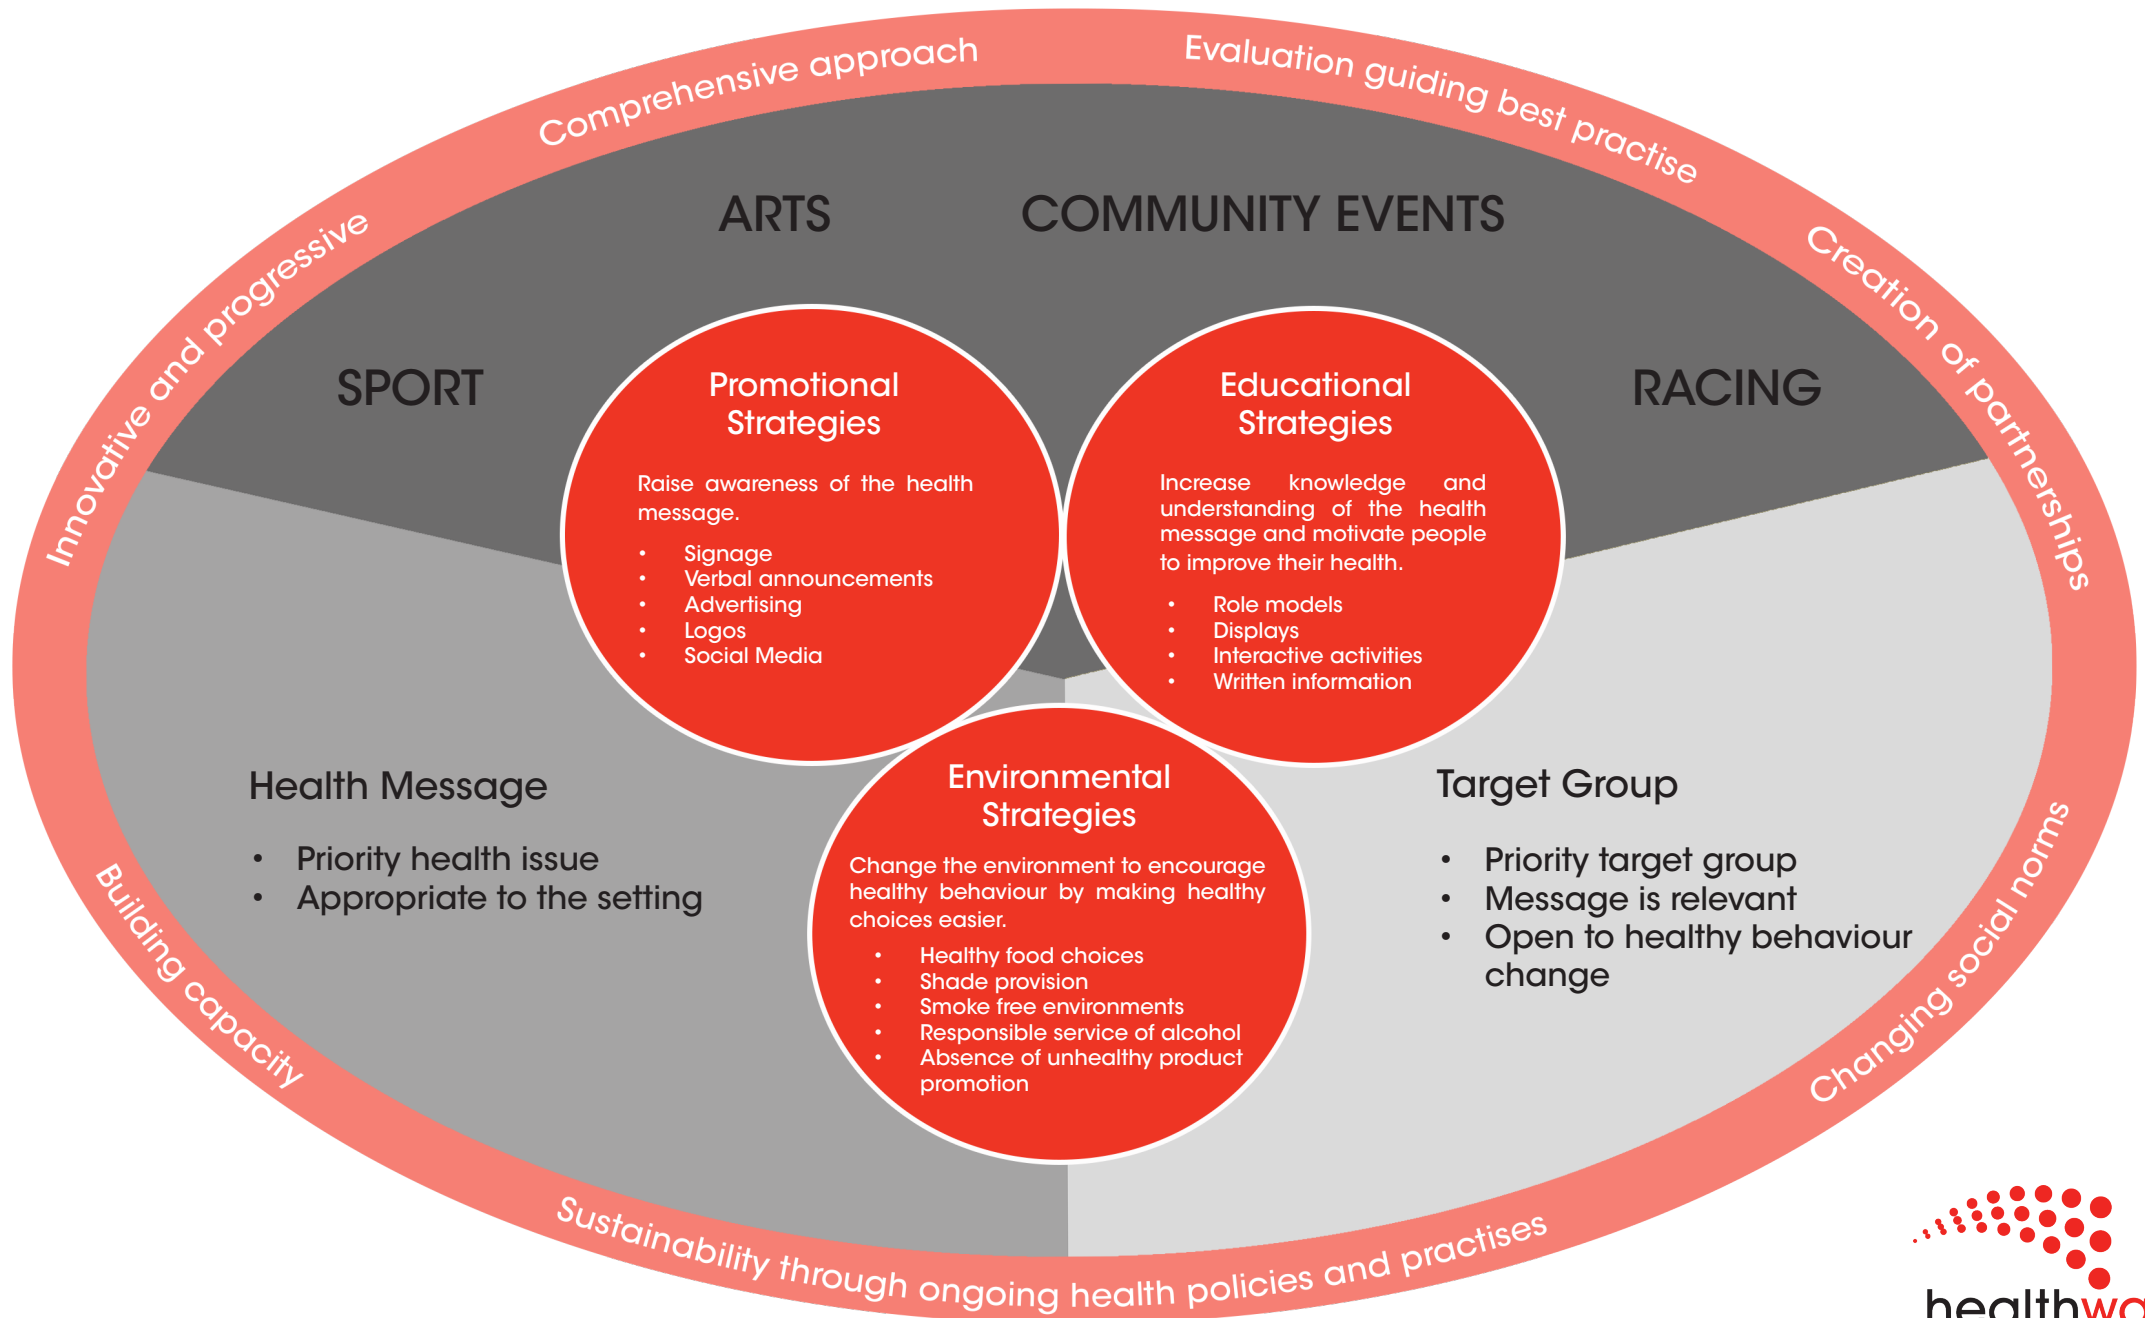 Comprehensive approach
Evaluation guiding best practise
Innovative and progressive
Creation of partnerships
ARTS
COMMUNITY EVENTS
SPORT
RACING
Promotional
Strategies
Raise awareness of the health
message.
• Signage
• Verbal announcements
• Advertising
• Logos
• Social Media
Educational
Strategies
Increase knowledge and
understanding of the health
message and motivate people
to improve their health.
• Role models
• Displays
• Interactive activities
• Written information
Health Message
• Priority health issue
• Appropriate to the setting
Environmental
Strategies
Change the environment to encourage
healthy behaviour by making healthy
choices easier.
• Healthy food choices
• Shade provision
• Smoke free environments
• Responsible service of alcohol
• Absence of unhealthy product
promotion
Target Group
• Priority target group
• Message is relevant
• Open to healthy behaviour
change
Building capacity
Changing social norms
Sustainability through ongoing health policies and practises